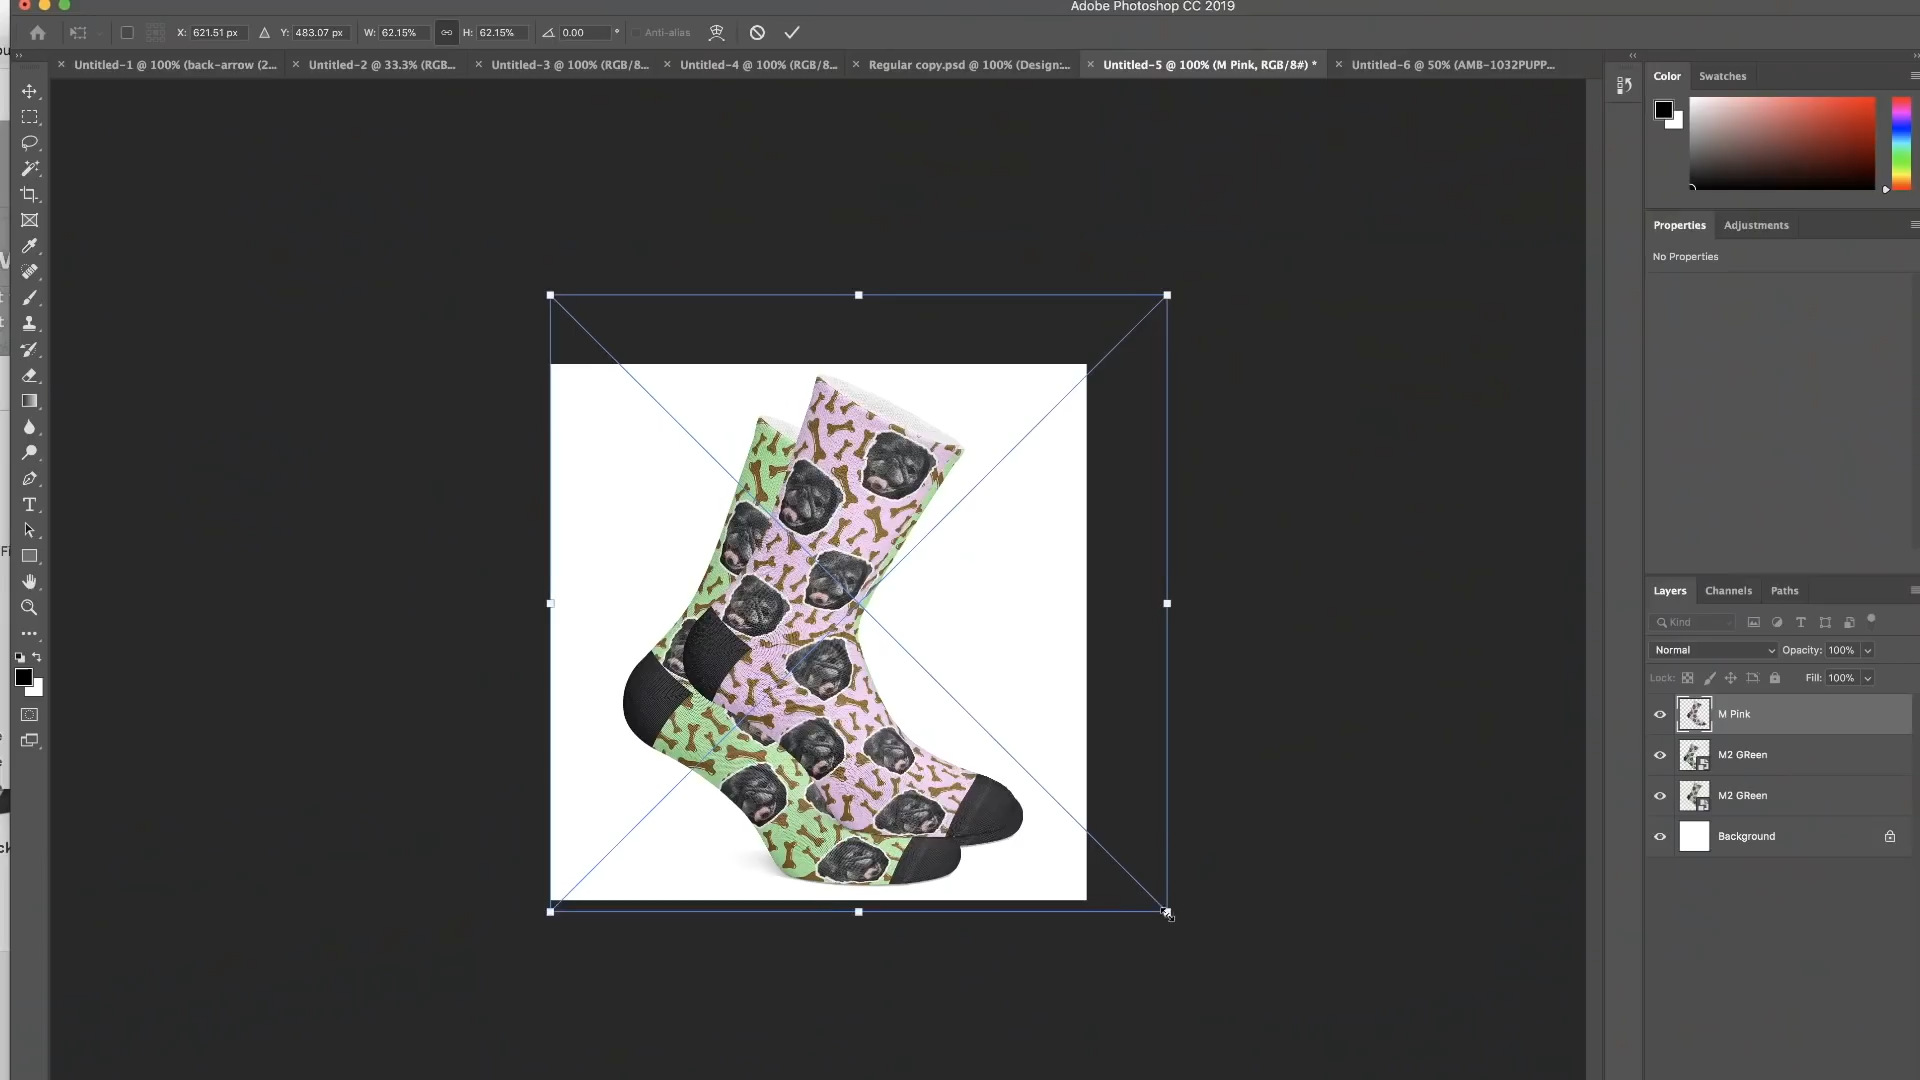 Adobe Photoshop CC 2019
X: 621.51 px Y: 483.07 px W: 62.15% H: 62.15% 0.00 ° Anti-alias
Untitled-1 @ 100% (back-arrow (2... Untitled-2 @ 33.3% (RGB... Untitled-3 @ 100% (RGB/8... Untitled-4 @ 100% (RGB/8... Regular copy.psd @ 100% (Design:... Untitled-5 @ 100% (M Pink, RGB/8#) * Untitled-6 @ 50% (AMB-1032PUPP...
Color Swatches
Properties Adjustments
No Properties
Layers Channels Paths
Kind
Normal Opacity: 100%
Lock: Fill: 100%
M Pink
M2 GReen
M2 GReen
Background